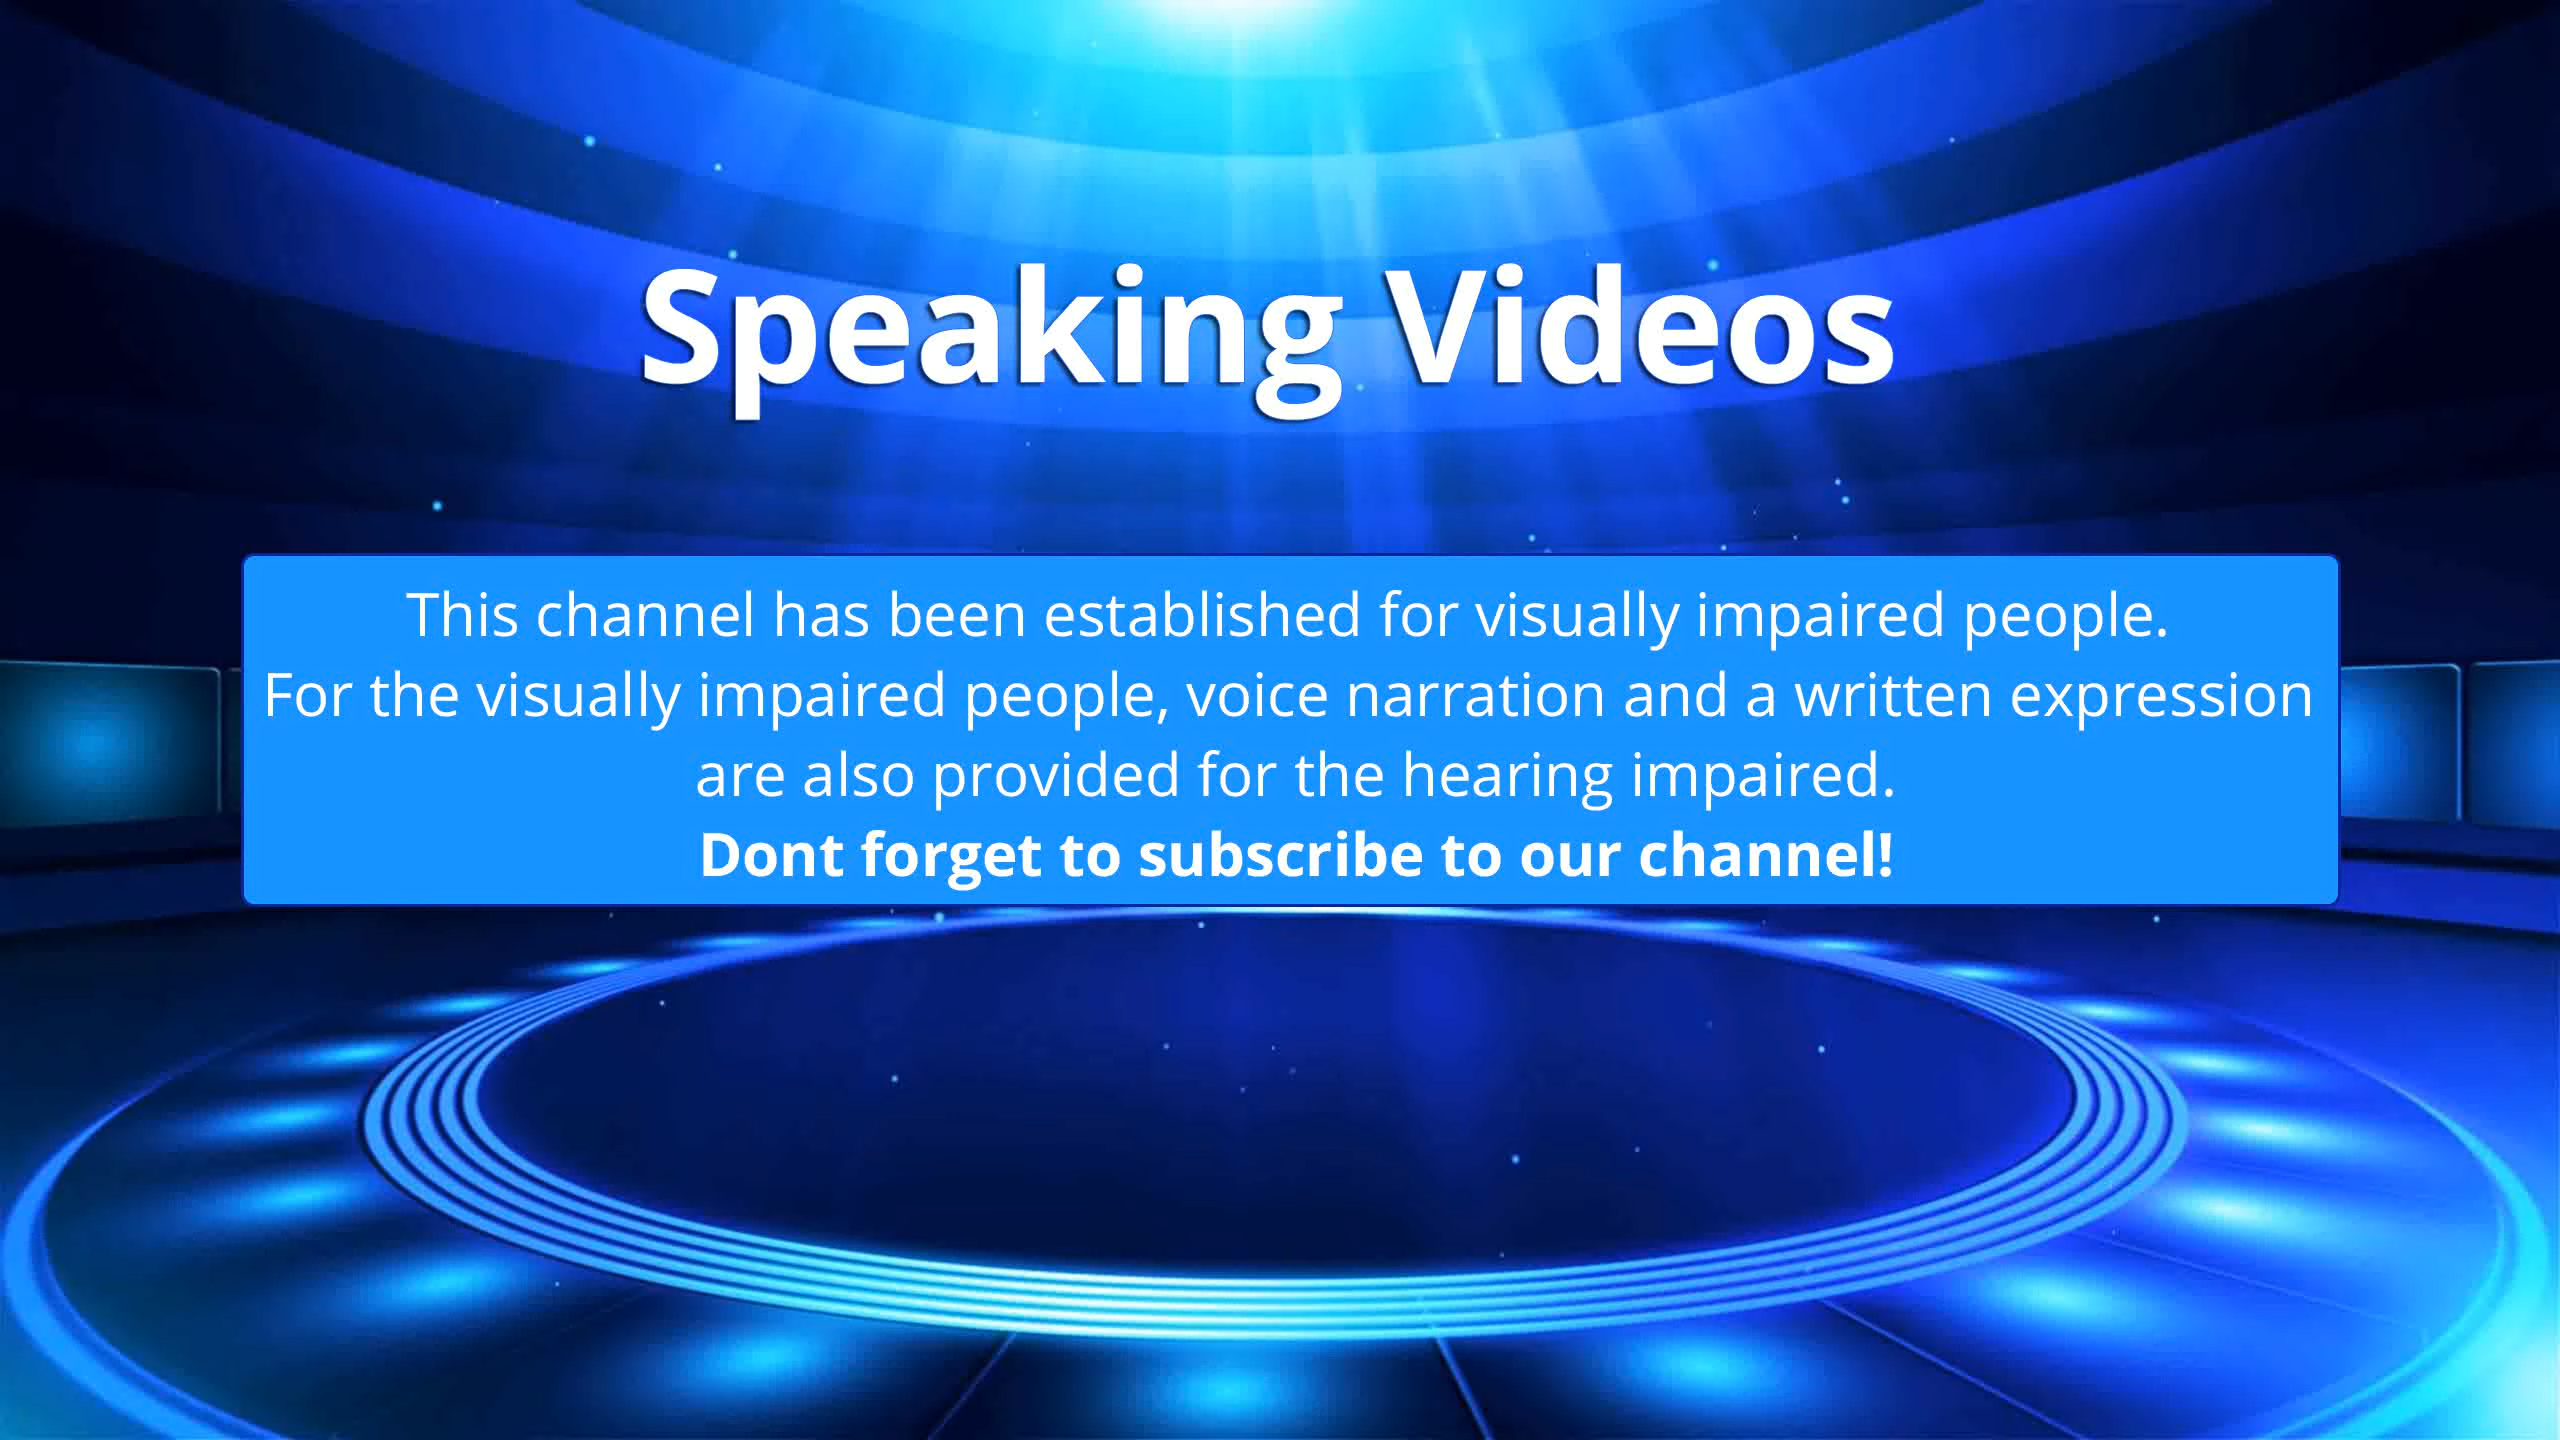 Speaking Videos
This channel has been established for visually impaired people.
For the visually impaired people, voice narration and a written expression
are also provided for the hearing impaired.
Dont forget to subscribe to our channel!